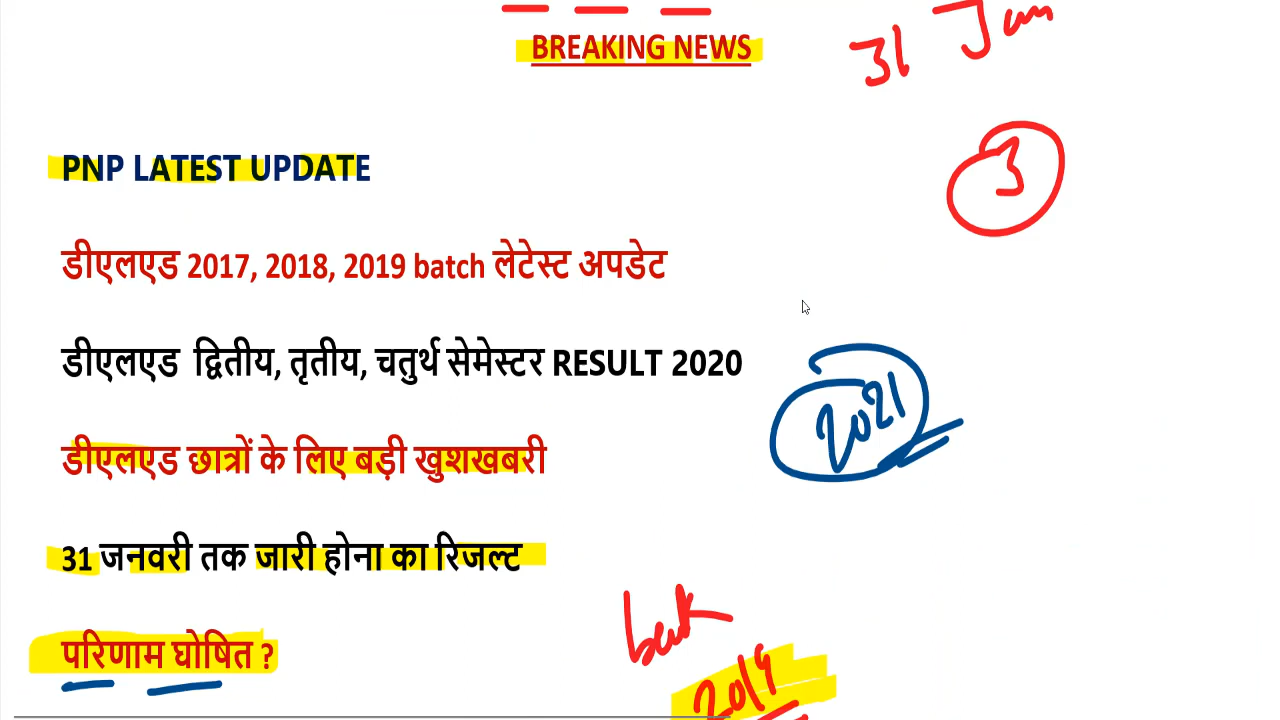 BREAKING NEWS
31 Jan
3
PNP LATEST UPDATE
डीएलएड 2017, 2018, 2019 batch लेटेस्ट अपडेट
डीएलएड द्वितीय, तृतीय, चतुर्थ सेमेस्टर RESULT 2020
2021
डीएलएड छात्रों के लिए बड़ी खुशखबरी
31 जनवरी तक जारी होना का रिजल्ट
परिणाम घोषित ?
2019